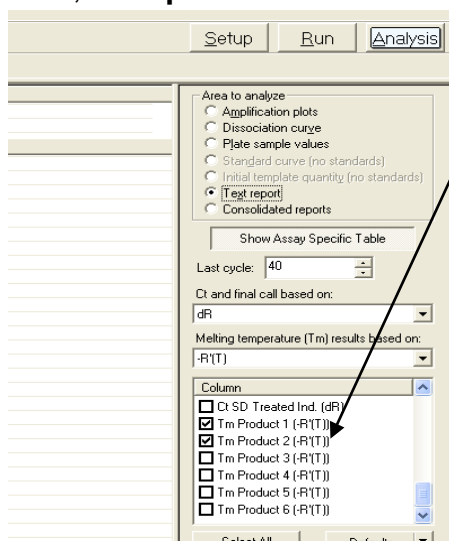 Setup Run Analysis
Area to analyze
Amplification plots
Dissociation curve
Plate sample values
Standard curve (no standards)
Initial template quantity (no standards)
Text report
Consolidated reports
Show Assay Specific Table
Last cycle: 40
Ct and final call based on:
dR
Melting temperature (Tm) results based on:
-R'(T)
Column
Ct SD Treated Ind. (dR)
Tm Product 1 (-R'(T))
Tm Product 2 (-R'(T))
Tm Product 3 (-R'(T))
Tm Product 4 (-R'(T))
Tm Product 5 (-R'(T))
Tm Product 6 (-R'(T))
Select All